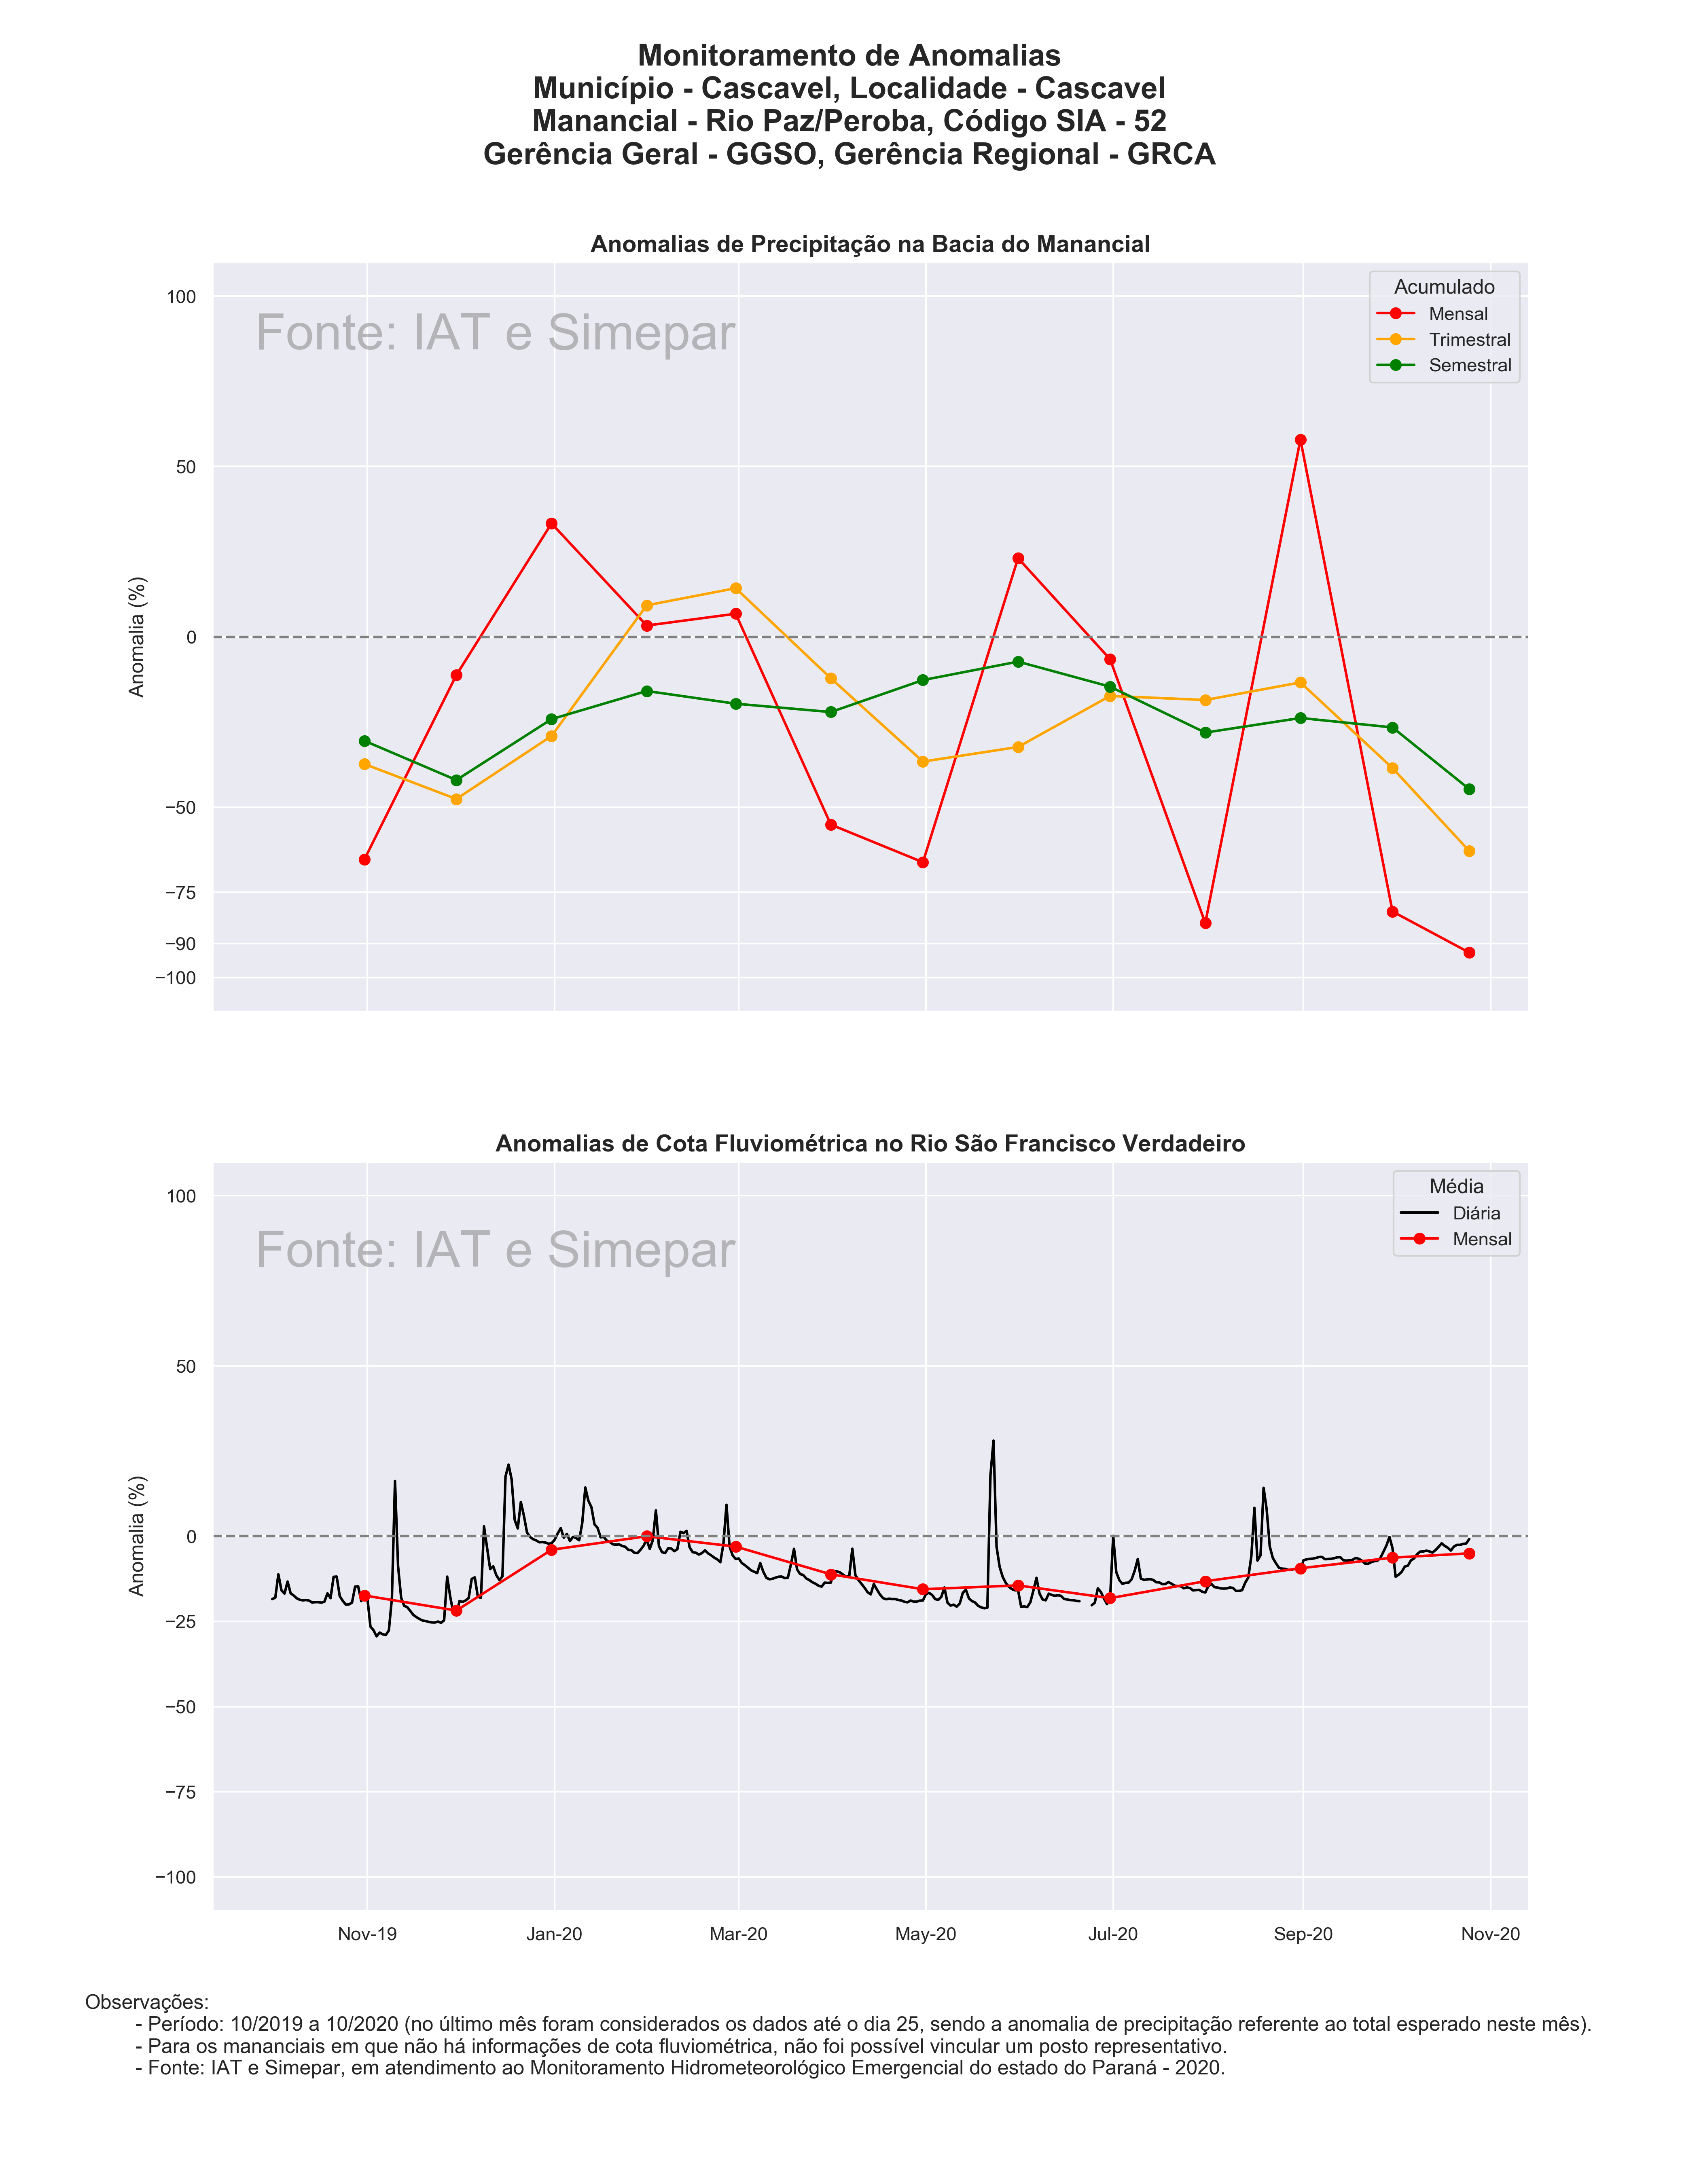 Monitoramento de Anomalias
Município - Cascavel, Localidade - Cascavel
Manancial - Rio Paz/Peroba, Código SIA - 52
Gerência Geral - GGSO, Gerência Regional - GRCA
Anomalias de Precipitação na Bacia do Manancial
Fonte: IAT e Simepar
Acumulado
Mensal
Trimestral
Semestral
Anomalia (%)
100
50
0
−50
−75
−90
−100
Anomalias de Cota Fluviométrica no Rio São Francisco Verdadeiro
Fonte: IAT e Simepar
Média
Diária
Mensal
Anomalia (%)
100
50
0
−25
−50
−75
−100
Nov-19 Jan-20 Mar-20 May-20 Jul-20 Sep-20 Nov-20
Observações:
- Período: 10/2019 a 10/2020 (no último mês foram considerados os dados até o dia 25, sendo a anomalia de precipitação referente ao total esperado neste mês).
- Para os mananciais em que não há informações de cota fluviométrica, não foi possível vincular um posto representativo.
- Fonte: IAT e Simepar, em atendimento ao Monitoramento Hidrometeorológico Emergencial do estado do Paraná - 2020.